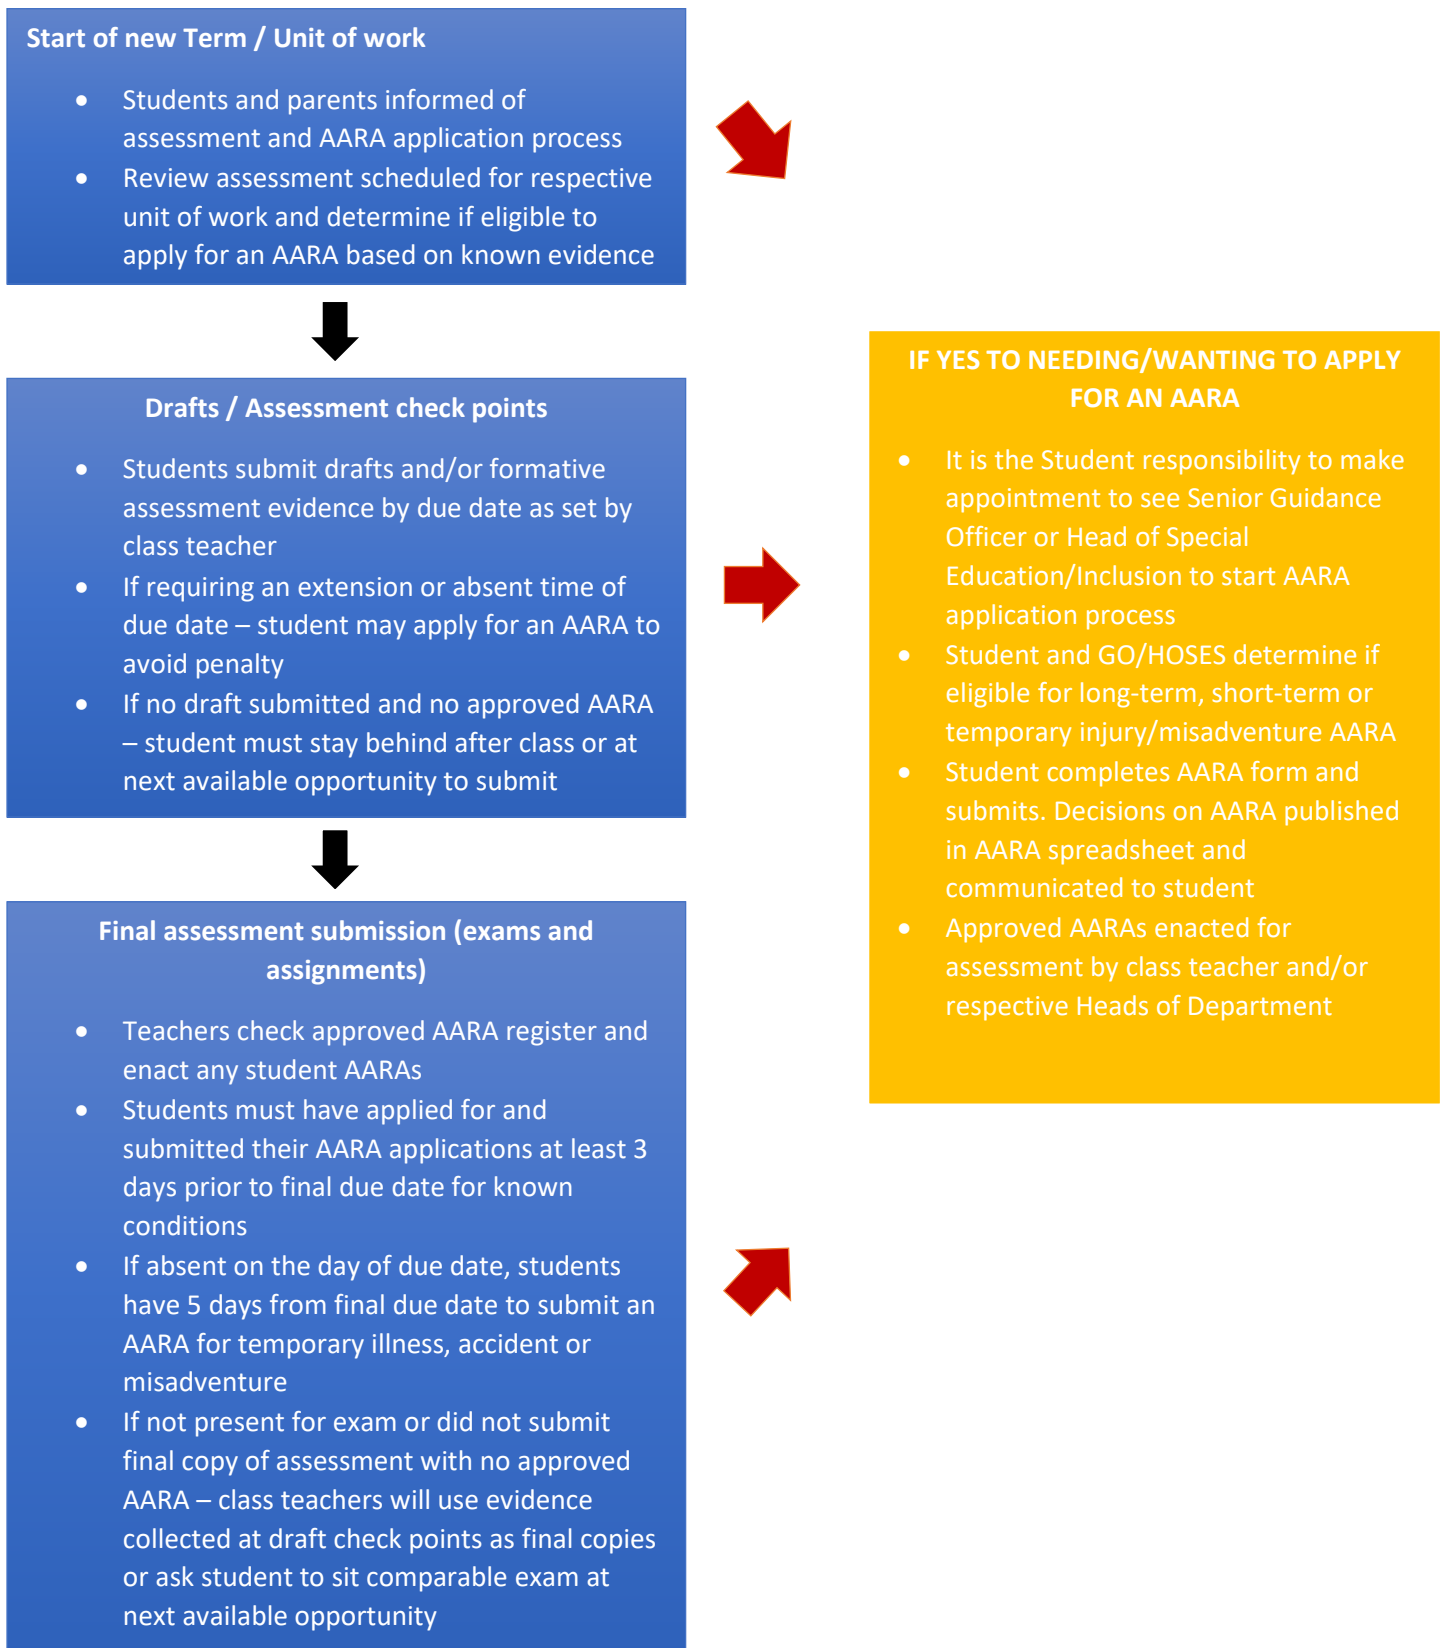 Start of new Term / Unit of work
• Students and parents informed of
assessment and AARA application process
• Review assessment scheduled for respective
unit of work and determine if eligible to
apply for an AARA based on known evidence
Drafts / Assessment check points
• Students submit drafts and/or formative
assessment evidence by due date as set by
class teacher
• If requiring an extension or absent time of
due date – student may apply for an AARA to
avoid penalty
• If no draft submitted and no approved AARA
– student must stay behind after class or at
next available opportunity to submit
Final assessment submission (exams and
assignments)
• Teachers check approved AARA register and
enact any student AARAs
• Students must have applied for and
submitted their AARA applications at least 3
days prior to final due date for known
conditions
• If absent on the day of due date, students
have 5 days from final due date to submit an
AARA for temporary illness, accident or
misadventure
• If not present for exam or did not submit
final copy of assessment with no approved
AARA – class teachers will use evidence
collected at draft check points as final copies
or ask student to sit comparable exam at
next available opportunity
IF YES TO NEEDING/WANTING TO APPLY
FOR AN AARA
• It is the Student responsibility to make
appointment to see Senior Guidance
Officer or Head of Special
Education/Inclusion to start AARA
application process
• Student and GO/HOSES determine if
eligible for long-term, short-term or
temporary injury/misadventure AARA
• Student completes AARA form and
submits. Decisions on AARA published
in AARA spreadsheet and
communicated to student
• Approved AARAs enacted for
assessment by class teacher and/or
respective Heads of Department